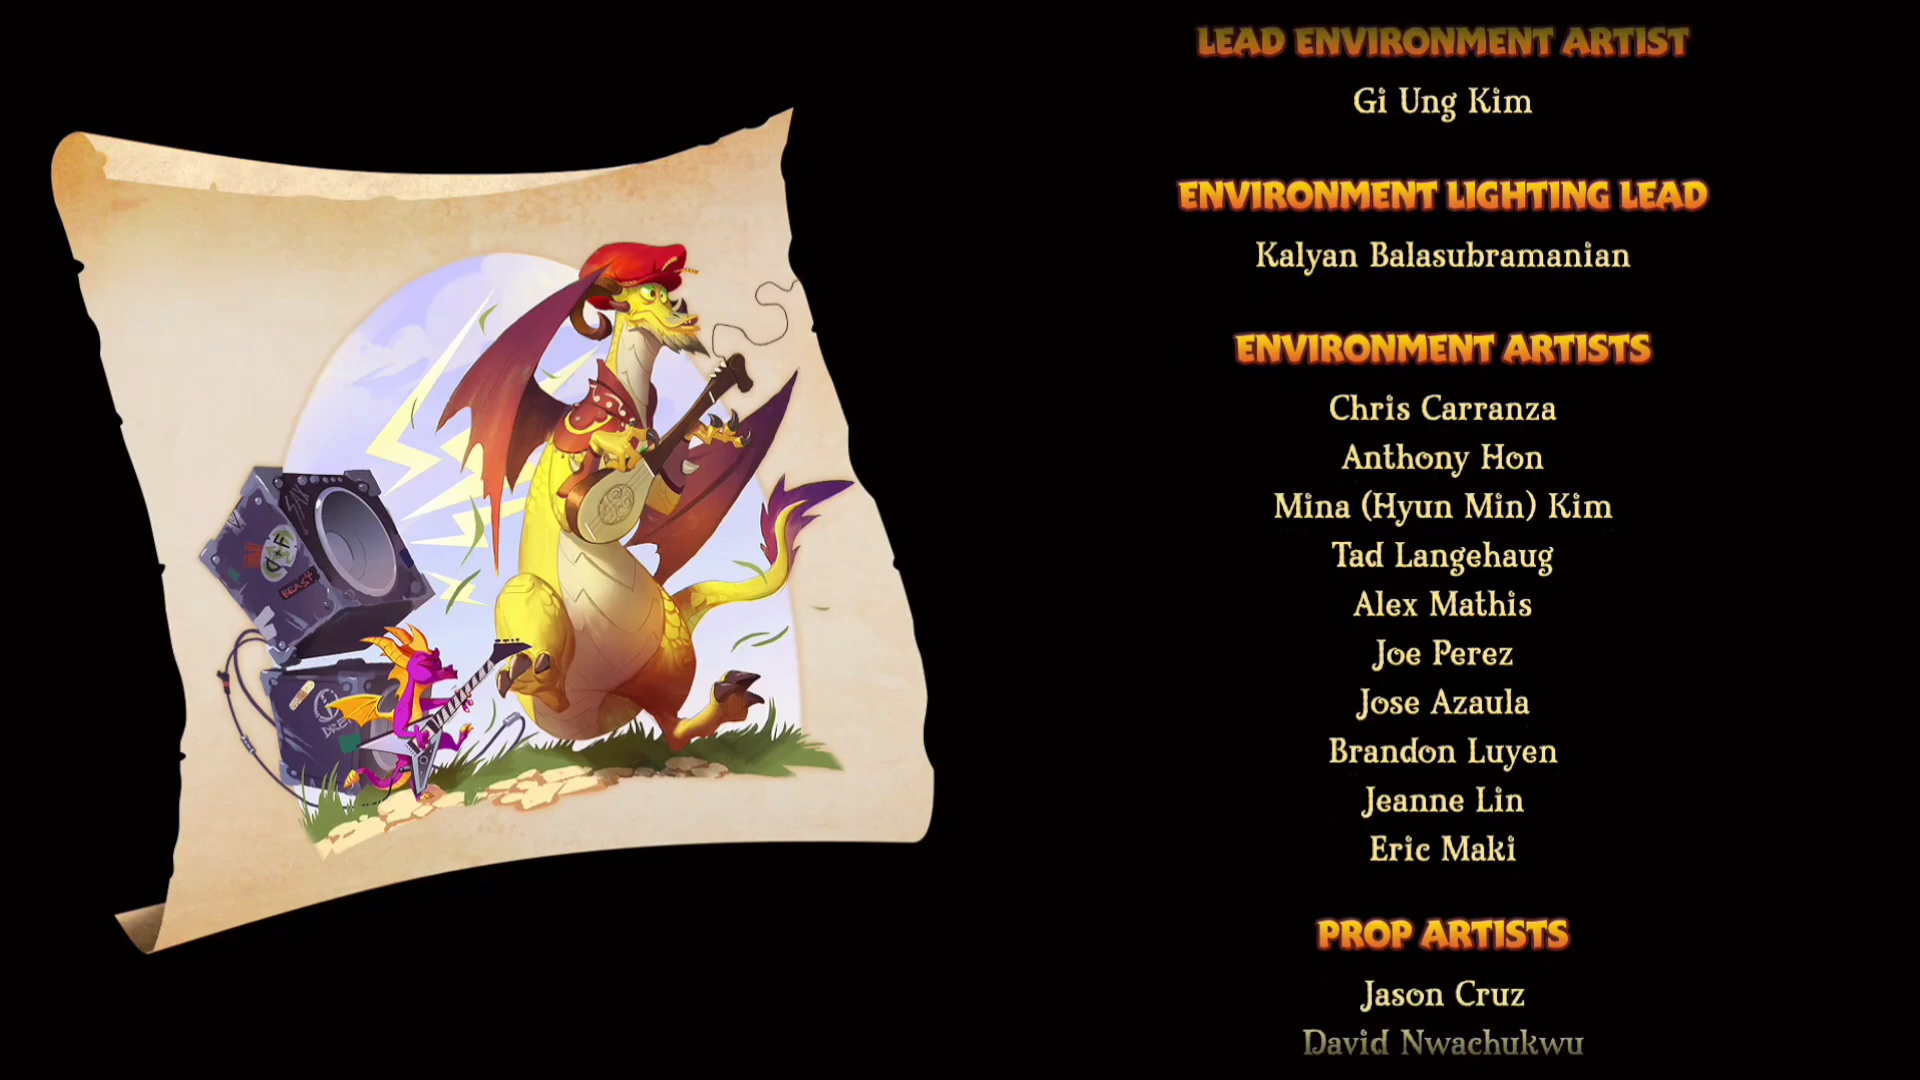 LEAD ENVIRONMENT ARTIST
Gi Ung Kim
ENVIRONMENT LIGHTING LEAD
Kalyan Balasubramanian
ENVIRONMENT ARTISTS
Chris Carranza
Anthony Hon
Mina (Hyun Min) Kim
Tad Langehaug
Alex Mathis
Joe Perez
Jose Azaula
Brandon Luyen
Jeanne Lin
Eric Maki
PROP ARTISTS
Jason Cruz
David Nwachukwu
BEAST